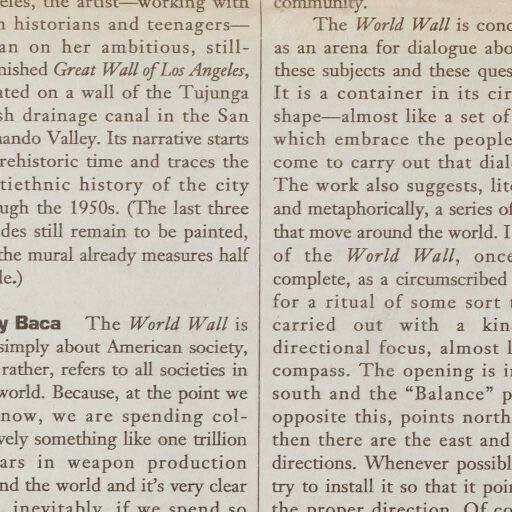 eles, the artist—working with
historians and teenagers—
an on her ambitious, still-
nished Great Wall of Los Angeles,
ated on a wall of the Tujunga
sh drainage canal in the San
nando Valley. Its narrative starts
rehistoric time and traces the
tiethnic history of the city
ugh the 1950s. (The last three
des still remain to be painted,
the mural already measures half
le.)
y Baca The World Wall is
simply about American society,
rather, refers to all societies in
world. Because, at the point we
now, we are spending col-
vely something like one trillion
ars in weapon production
nd the world and it's very clear
inevitably, if we spend so
community.
The World Wall is conc
as an arena for dialogue abo
these subjects and these ques
It is a container in its cir
shape—almost like a set of
which embrace the people
come to carry out that dial
The work also suggests, lite
and metaphorically, a series of
that move around the world. I
of the World Wall, once
complete, as a circumscribed
for a ritual of some sort t
carried out with a kin
directional focus, almost l
compass. The opening is in
south and the “Balance” p
opposite this, points north
then there are the east and
directions. Whenever possibl
try to install it so that it poin
the proper direction. Of co